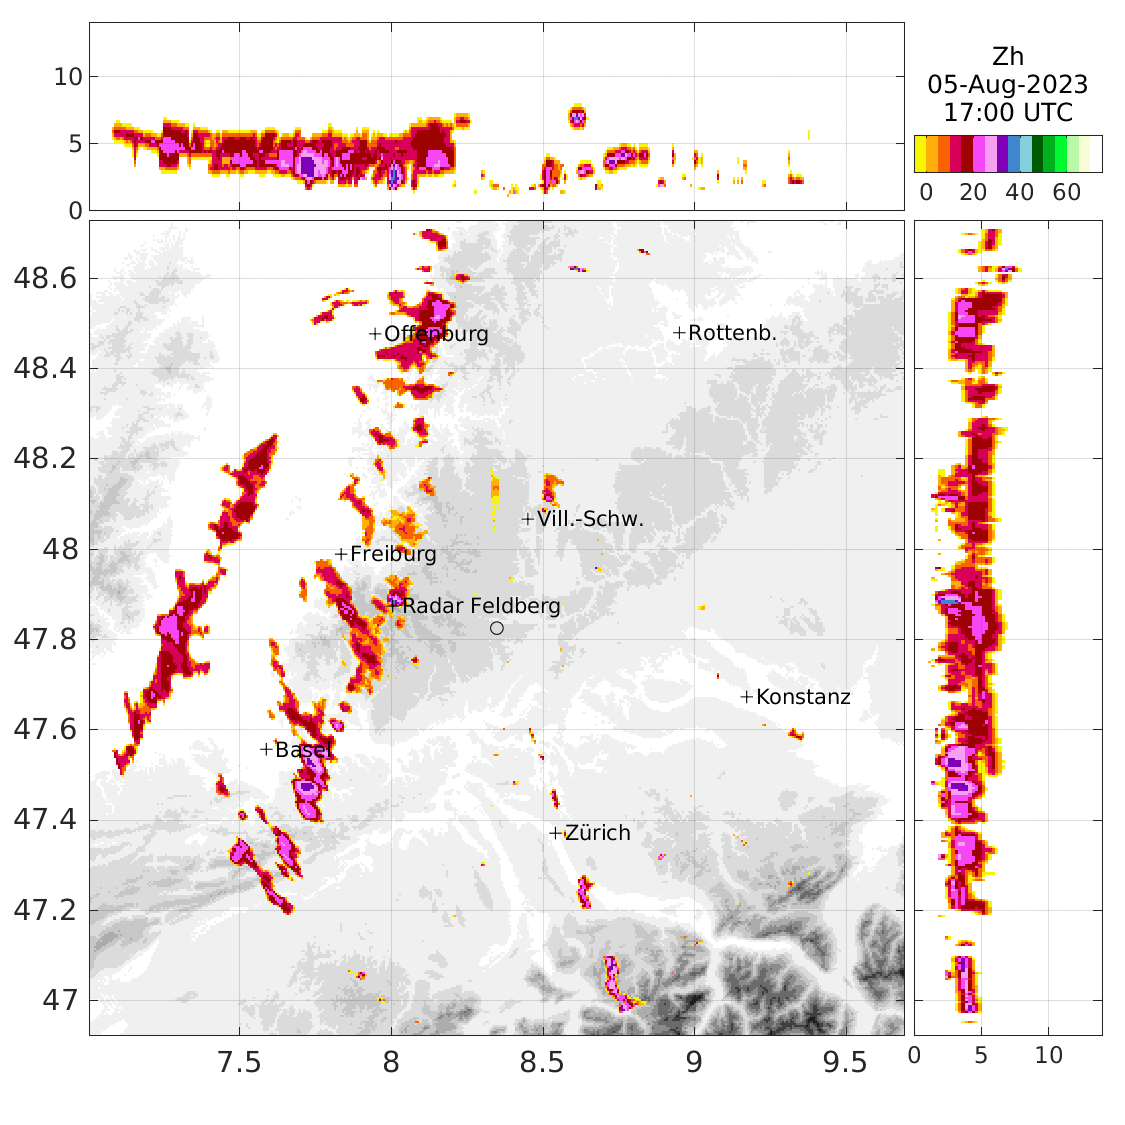 Zh
05-Aug-2023
17:00 UTC
0 20 40 60
10
5
0
48.6
48.4
48.2
48
47.8
47.6
47.4
47.2
47
+Offenburg
+Rottenb.
+Vill.-Schw.
+Freiburg
+Radar Feldberg
+Konstanz
+Basel
+Zürich
7.5 8 8.5 9 9.5
0 5 10